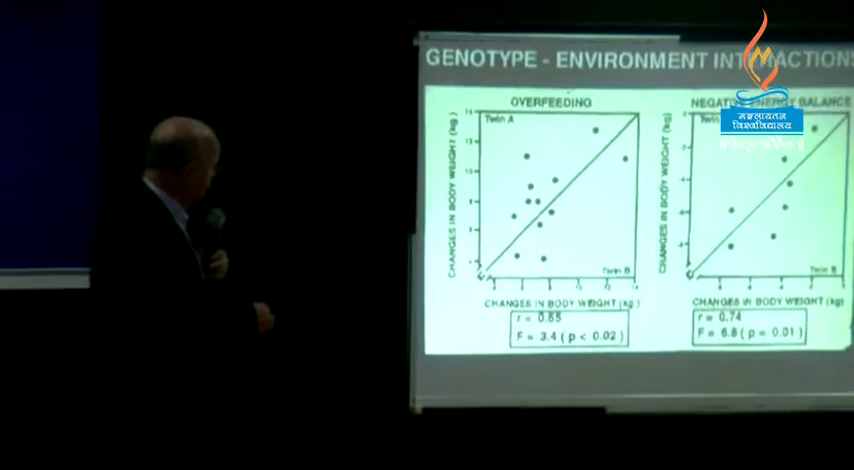 GENOTYPE - ENVIRONMENT INTERACTIONS
OVERFEEDING
Twin A
CHANGES IN BODY WEIGHT (kg)
Twin B
CHANGES IN BODY WEIGHT (kg)
F = 3.4 ( p < 0.02 )
NEGATIVE ENERGY BALANCE
Twin
CHANGES IN BODY WEIGHT (kg)
Twin B
CHANGES IN BODY WEIGHT (kg)
r = 0.74
F = 6.8 ( p = 0.01 )
मङ्गलायतन
विश्वविद्यालय